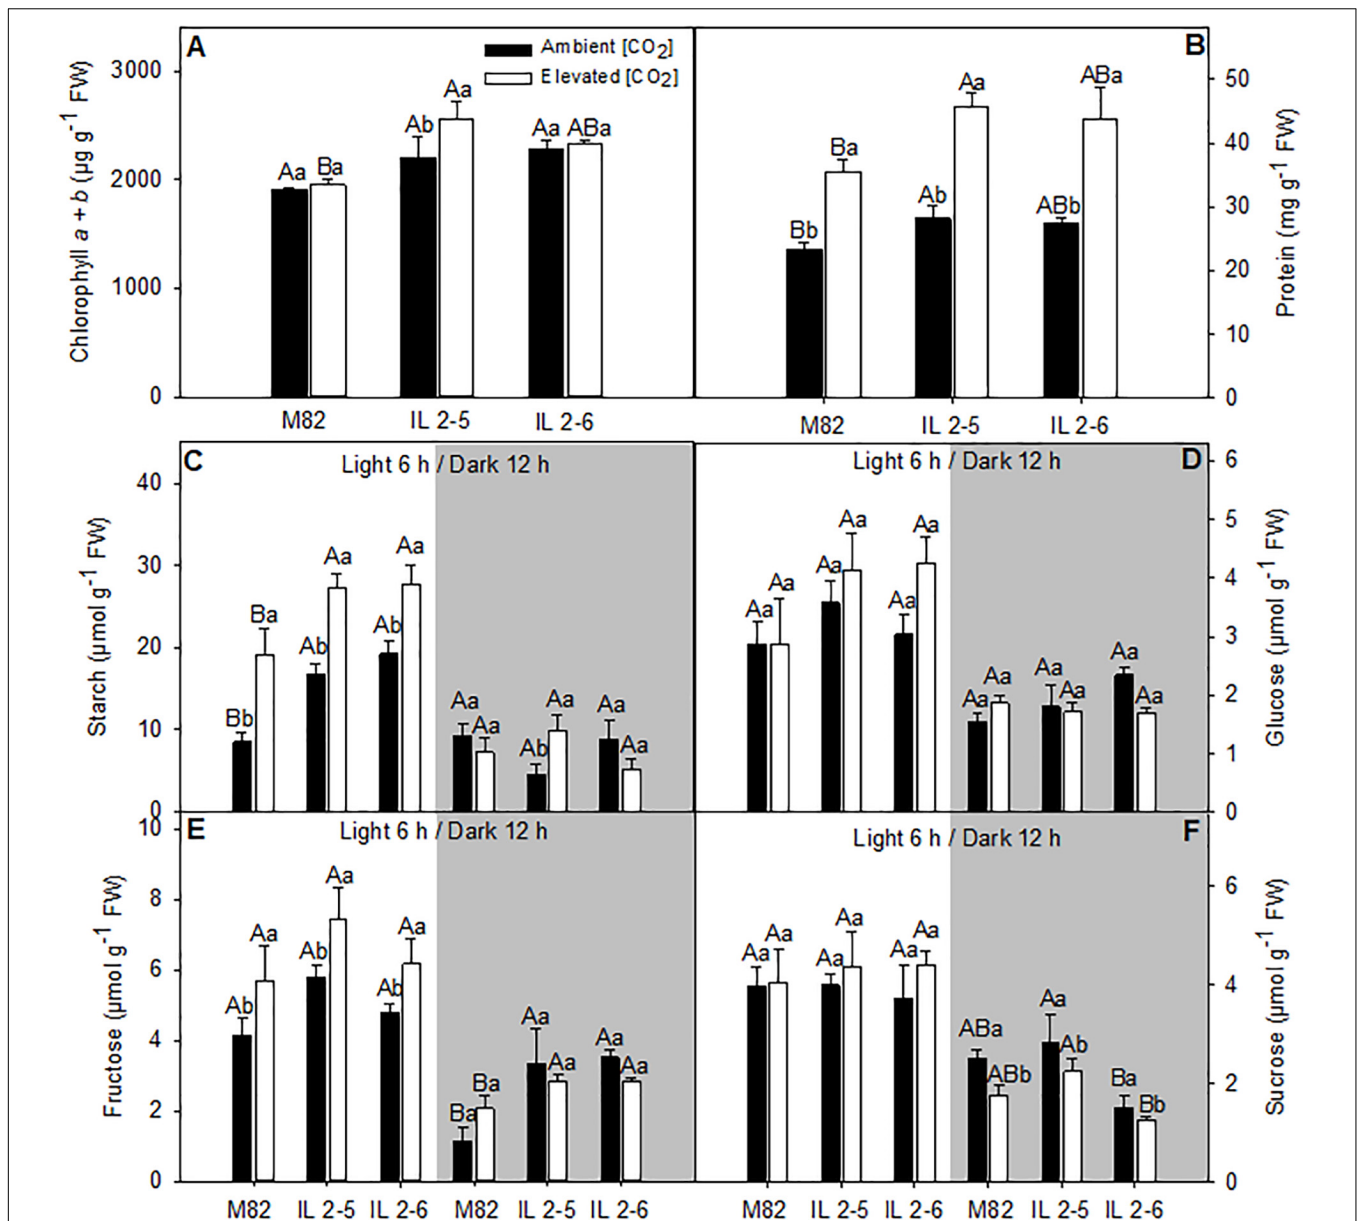 A
Ambient [CO2]
Elevated [CO2]
Chlorophyll a + b (µg g-1 FW)
3000
2000
1000
0
Aa
Ba
Ab
Aa
Aa
ABa
M82
IL 2-5
IL 2-6
B
Protein (mg g-1 FW)
50
40
30
20
10
0
Bb
Ba
Ab
Aa
ABb
ABa
M82
IL 2-5
IL 2-6
C
Light 6 h / Dark 12 h
Starch (µmol g-1 FW)
40
30
20
10
0
Bb
Ba
Ab
Aa
Ab
Aa
Aa
Aa
Ab
Aa
Aa
Aa
D
Light 6 h / Dark 12 h
Glucose (µmol g-1 FW)
6
5
4
3
2
1
0
Aa
Aa
Aa
Aa
Aa
Aa
Aa
Aa
Aa
Aa
Aa
Aa
E
Light 6 h / Dark 12 h
Fructose (µmol g-1 FW)
10
8
6
4
2
0
Ab
Aa
Ab
Aa
Ab
Aa
Ba
Ba
Aa
Aa
Aa
Aa
M82
IL 2-5
IL 2-6
M82
IL 2-5
IL 2-6
F
Light 6 h / Dark 12 h
Sucrose (µmol g-1 FW)
6
4
2
0
Aa
Aa
Aa
Aa
Aa
Aa
ABa
ABb
Aa
Ab
Ba
Bb
M82
IL 2-5
IL 2-6
M82
IL 2-5
IL 2-6